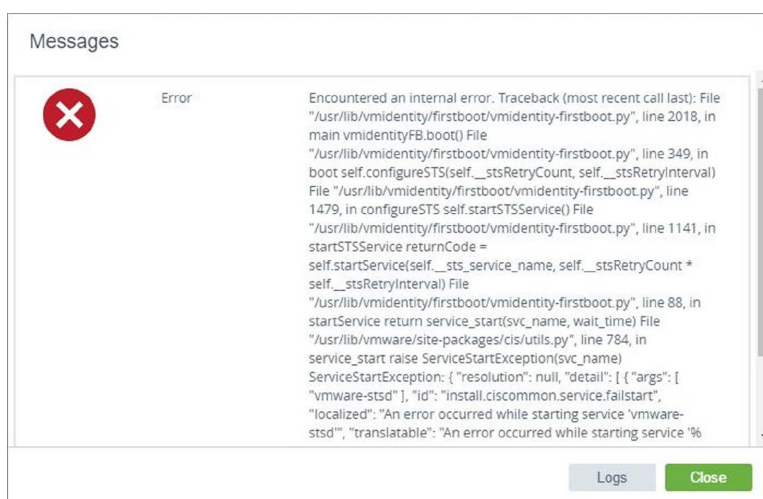 Messages
Error
Encountered an internal error. Traceback (most recent call last): File
"/usr/lib/vmidentity/firstboot/vmidentity-firstboot.py", line 2018, in
main vmidentityFB.boot() File
"/usr/lib/vmidentity/firstboot/vmidentity-firstboot.py", line 349, in
boot self.configureSTS(self.__stsRetryCount, self.__stsRetryInterval)
File "/usr/lib/vmidentity/firstboot/vmidentity-firstboot.py", line
1479, in configureSTS self.startSTSService() File
"/usr/lib/vmidentity/firstboot/vmidentity-firstboot.py", line 1141, in
startSTSService returnCode =
self.startService(self.__sts_service_name, self.__stsRetryCount *
self.__stsRetryInterval) File
"/usr/lib/vmidentity/firstboot/vmidentity-firstboot.py", line 88, in
startService return service_start(svc_name, wait_time) File
"/usr/lib/vmware/site-packages/cis/utils.py", line 784, in
service_start raise ServiceStartException(svc_name)
ServiceStartException: { "resolution": null, "detail": [ { "args": [
"vmware-stsd" ], "id": "install.ciscommon.service.failstart",
"localized": "An error occurred while starting service 'vmware-
stsd'", "translatable": "An error occurred while starting service '%
Logs
Close